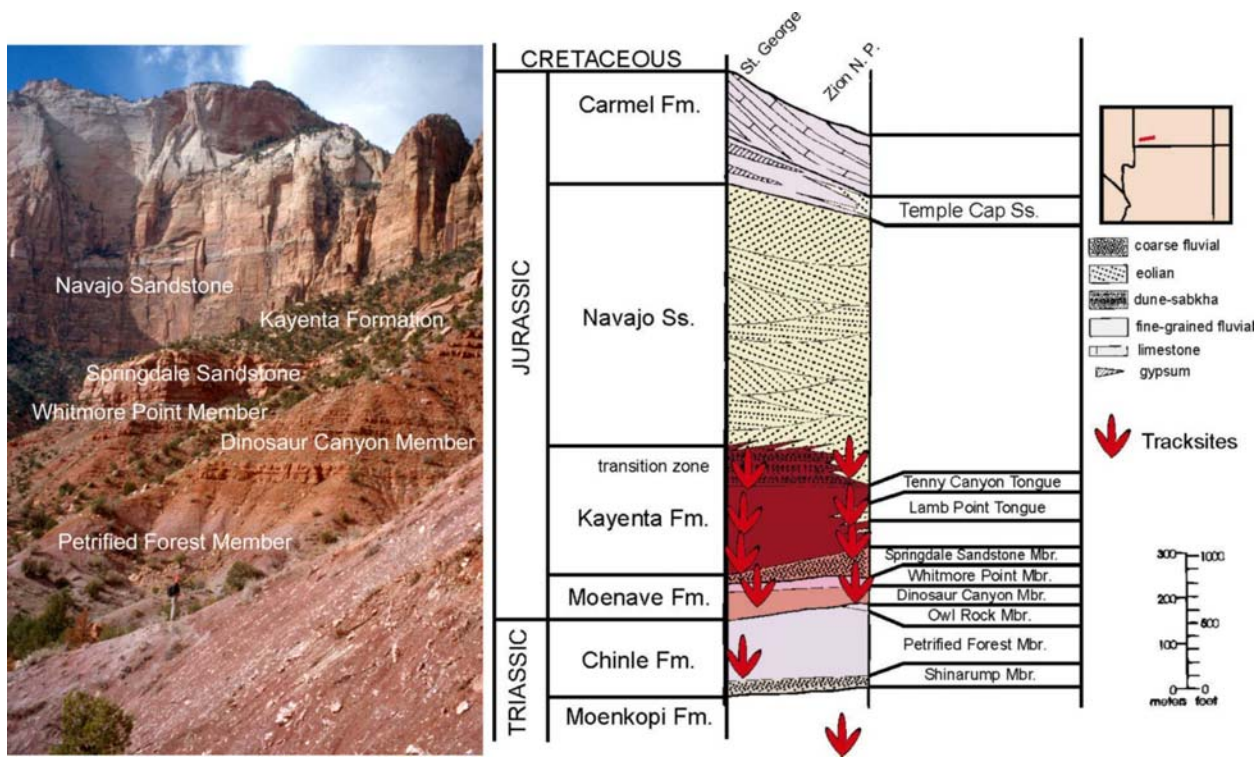 Navajo Sandstone
Kayenta Formation
Springdale Sandstone
Whitmore Point Member
Dinosaur Canyon Member
Petrified Forest Member
CRETACEOUS
St. George
Zion N. P.
JURASSIC
TRIASSIC
Carmel Fm.
Navajo Ss.
transition zone
Kayenta Fm.
Moenave Fm.
Chinle Fm.
Moenkopi Fm.
Temple Cap Ss.
Tenny Canyon Tongue
Lamb Point Tongue
Springdale Sandstone Mbr.
Whitmore Point Mbr.
Dinosaur Canyon Mbr.
Owl Rock Mbr.
Petrified Forest Mbr.
Shinarump Mbr.
coarse fluvial
eolian
dune-sabkha
fine-grained fluvial
limestone
gypsum
Tracksites
300 1000
200
500
100
0 0
meters feet